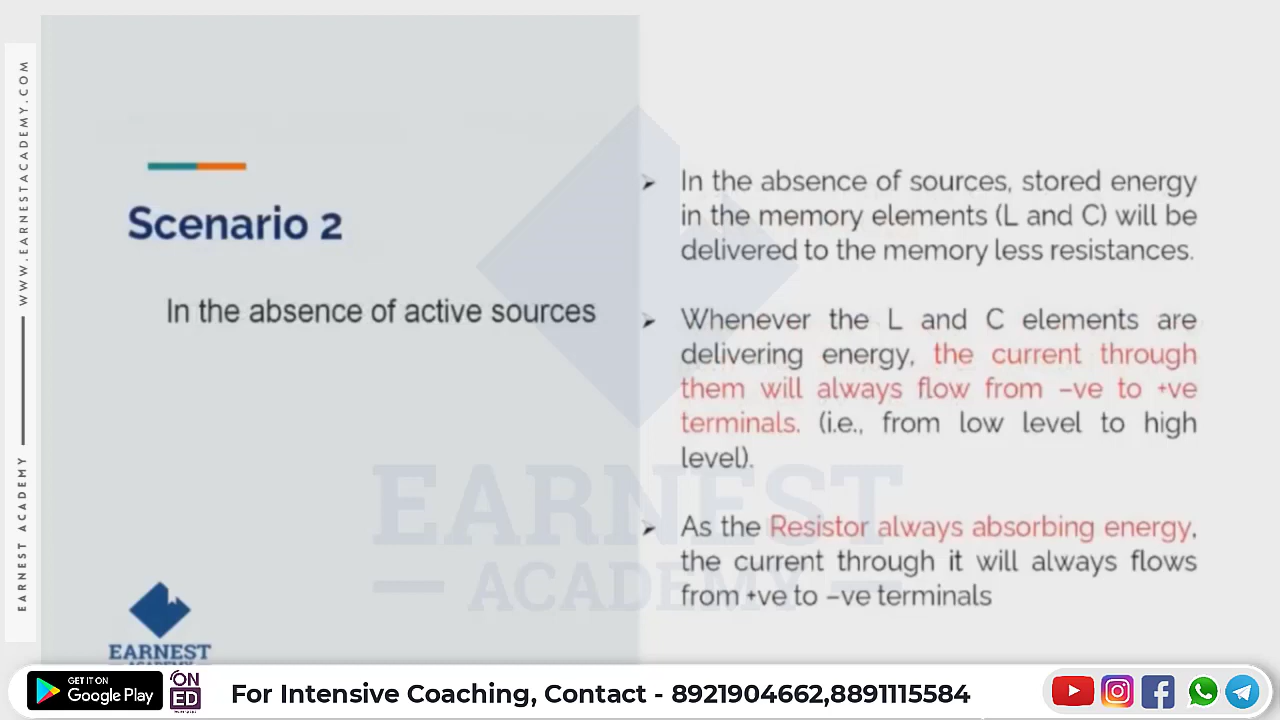 WWW.EARNESTACADEMY.COM
EARNEST ACADEMY
Scenario 2
In the absence of active sources
In the absence of sources, stored energy
in the memory elements (L and C) will be
delivered to the memory less resistances.
Whenever the L and C elements are
delivering energy, the current through
them will always flow from –ve to +ve
terminals. (i.e., from low level to high
level).
As the Resistor always absorbing energy,
the current through it will always flows
from +ve to –ve terminals
EARNEST
ACADEMY
EARNEST
ACADEMY
GET IT ON
Google Play
ON
ED
For Intensive Coaching, Contact - 8921904662,8891115584